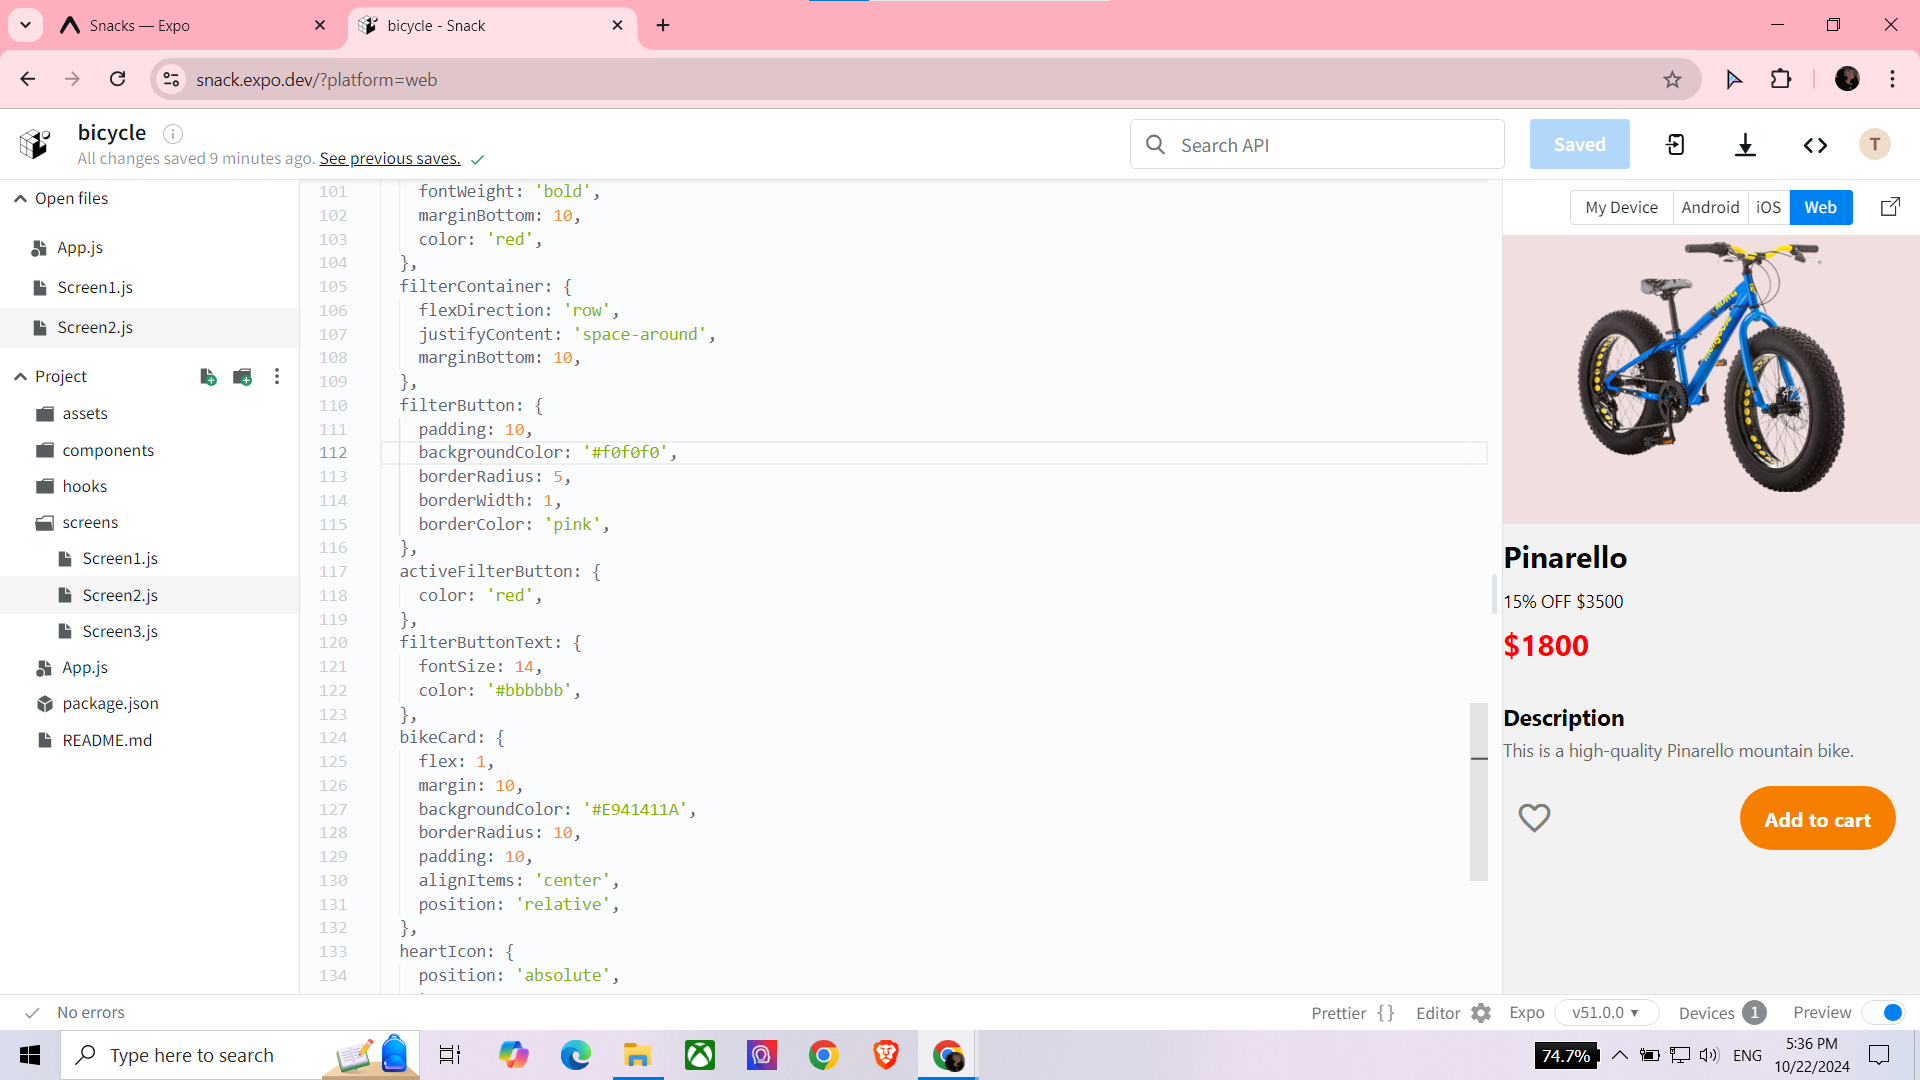 Snacks — Expo
bicycle - Snack
snack.expo.dev/?platform=web
bicycle
All changes saved 9 minutes ago. See previous saves.
Search API
Saved
T
Open files
App.js
Screen1.js
Screen2.js
Project
assets
components
hooks
screens
Screen1.js
Screen2.js
Screen3.js
App.js
package.json
README.md
101 fontWeight: 'bold',
102 marginBottom: 10,
103 color: 'red',
104 },
105 filterContainer: {
106 flexDirection: 'row',
107 justifyContent: 'space-around',
108 marginBottom: 10,
109 },
110 filterButton: {
111 padding: 10,
112 backgroundColor: '#f0f0f0',
113 borderRadius: 5,
114 borderWidth: 1,
115 borderColor: 'pink',
116 },
117 activeFilterButton: {
118 color: 'red',
119 },
120 filterButtonText: {
121 fontSize: 14,
122 color: '#bbbbbb',
123 },
124 bikeCard: {
125 flex: 1,
126 margin: 10,
127 backgroundColor: '#E941411A',
128 borderRadius: 10,
129 padding: 10,
130 alignItems: 'center',
131 position: 'relative',
132 },
133 heartIcon: {
134 position: 'absolute',
My Device Android iOS Web
Pinarello
15% OFF $3500
$1800
Description
This is a high-quality Pinarello mountain bike.
Add to cart
No errors
Prettier {} Editor Expo v51.0.0 Devices 1 Preview
Type here to search
74.7% ENG
5:36 PM
10/22/2024